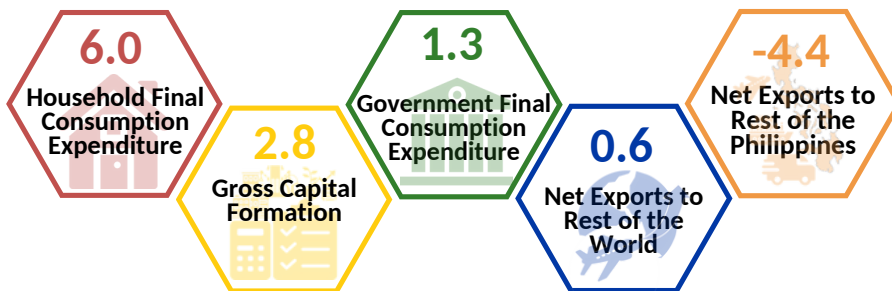 6.0
Household Final
Consumption
Expenditure
2.8
Gross Capital
Formation
1.3
Government Final
Consumption
Expenditure
0.6
Net Exports to
Rest of the
World
-4.4
Net Exports to
Rest of the
Philippines